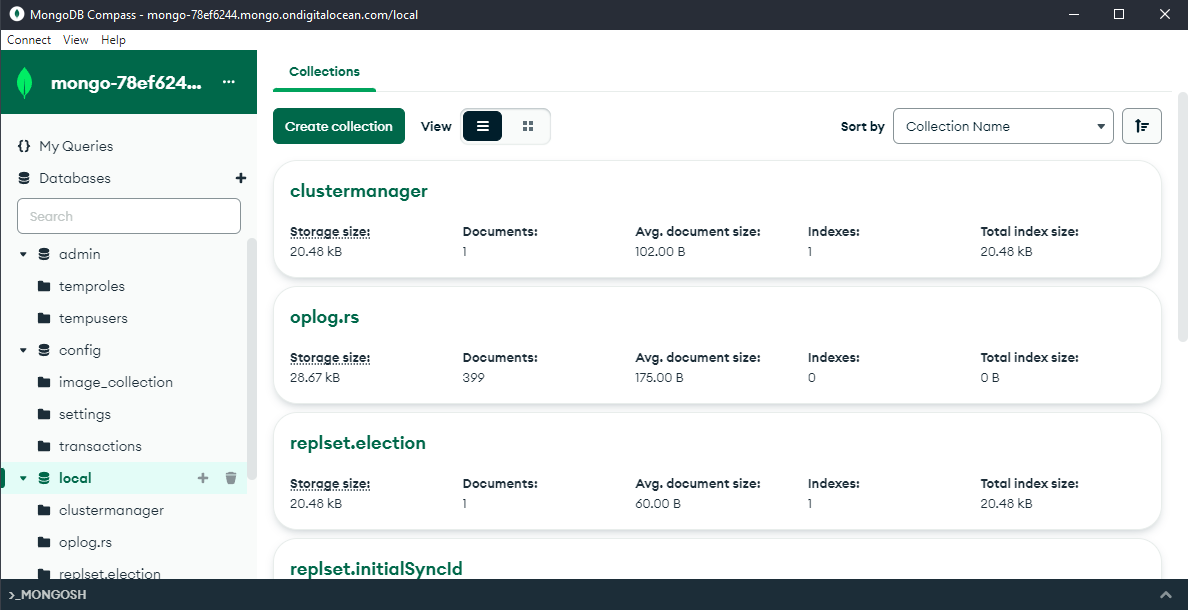 MongoDB Compass - mongo-78ef6244.mongo.ondigitalocean.com/local
Connect View Help
mongo-78ef624... ...
{} My Queries
Databases +
Search
admin
temproles
tempusers
config
image_collection
settings
transactions
local +
clustermanager
oplog.rs
replset.election
Collections
Create collection View Sort by Collection Name
clustermanager
Storage size: Documents: Avg. document size: Indexes: Total index size:
20.48 kB 1 102.00 B 1 20.48 kB
oplog.rs
Storage size: Documents: Avg. document size: Indexes: Total index size:
28.67 kB 399 175.00 B 0 0 B
replset.election
Storage size: Documents: Avg. document size: Indexes: Total index size:
20.48 kB 1 60.00 B 1 20.48 kB
replset.initialSyncId
>_MONGOSH